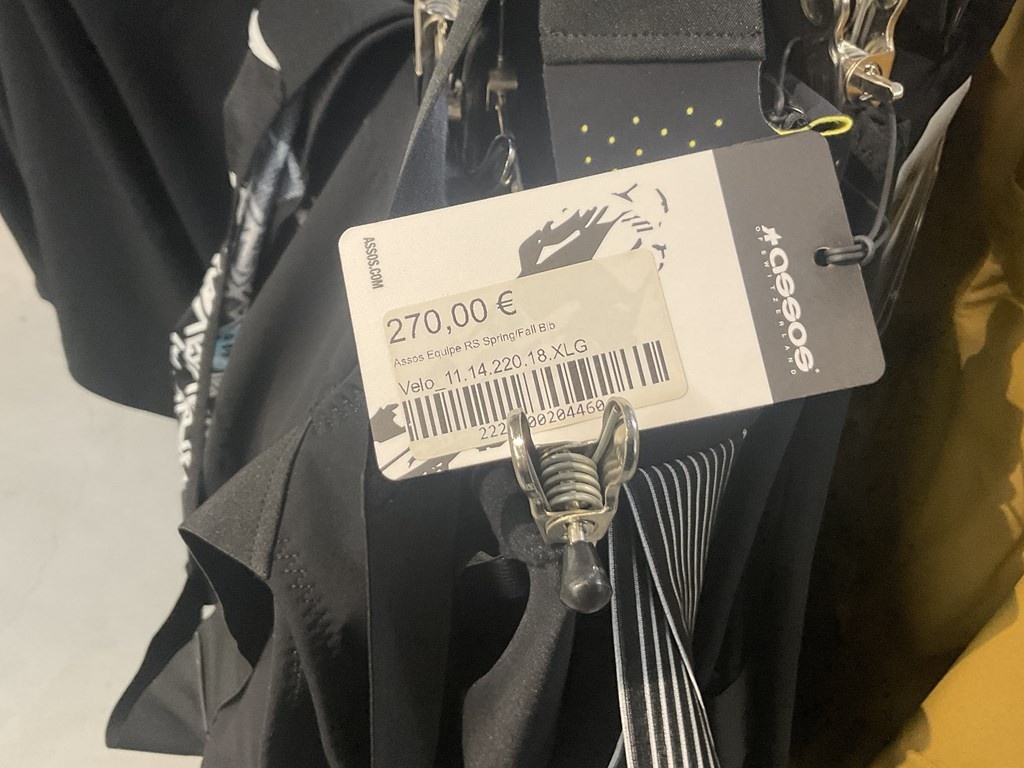 ASSOS.COM
270,00 €
Assos Equipe RS Spring/Fall Bib
Velo_11.14.220.18.XLG
assos®
OF SWITZERLAND